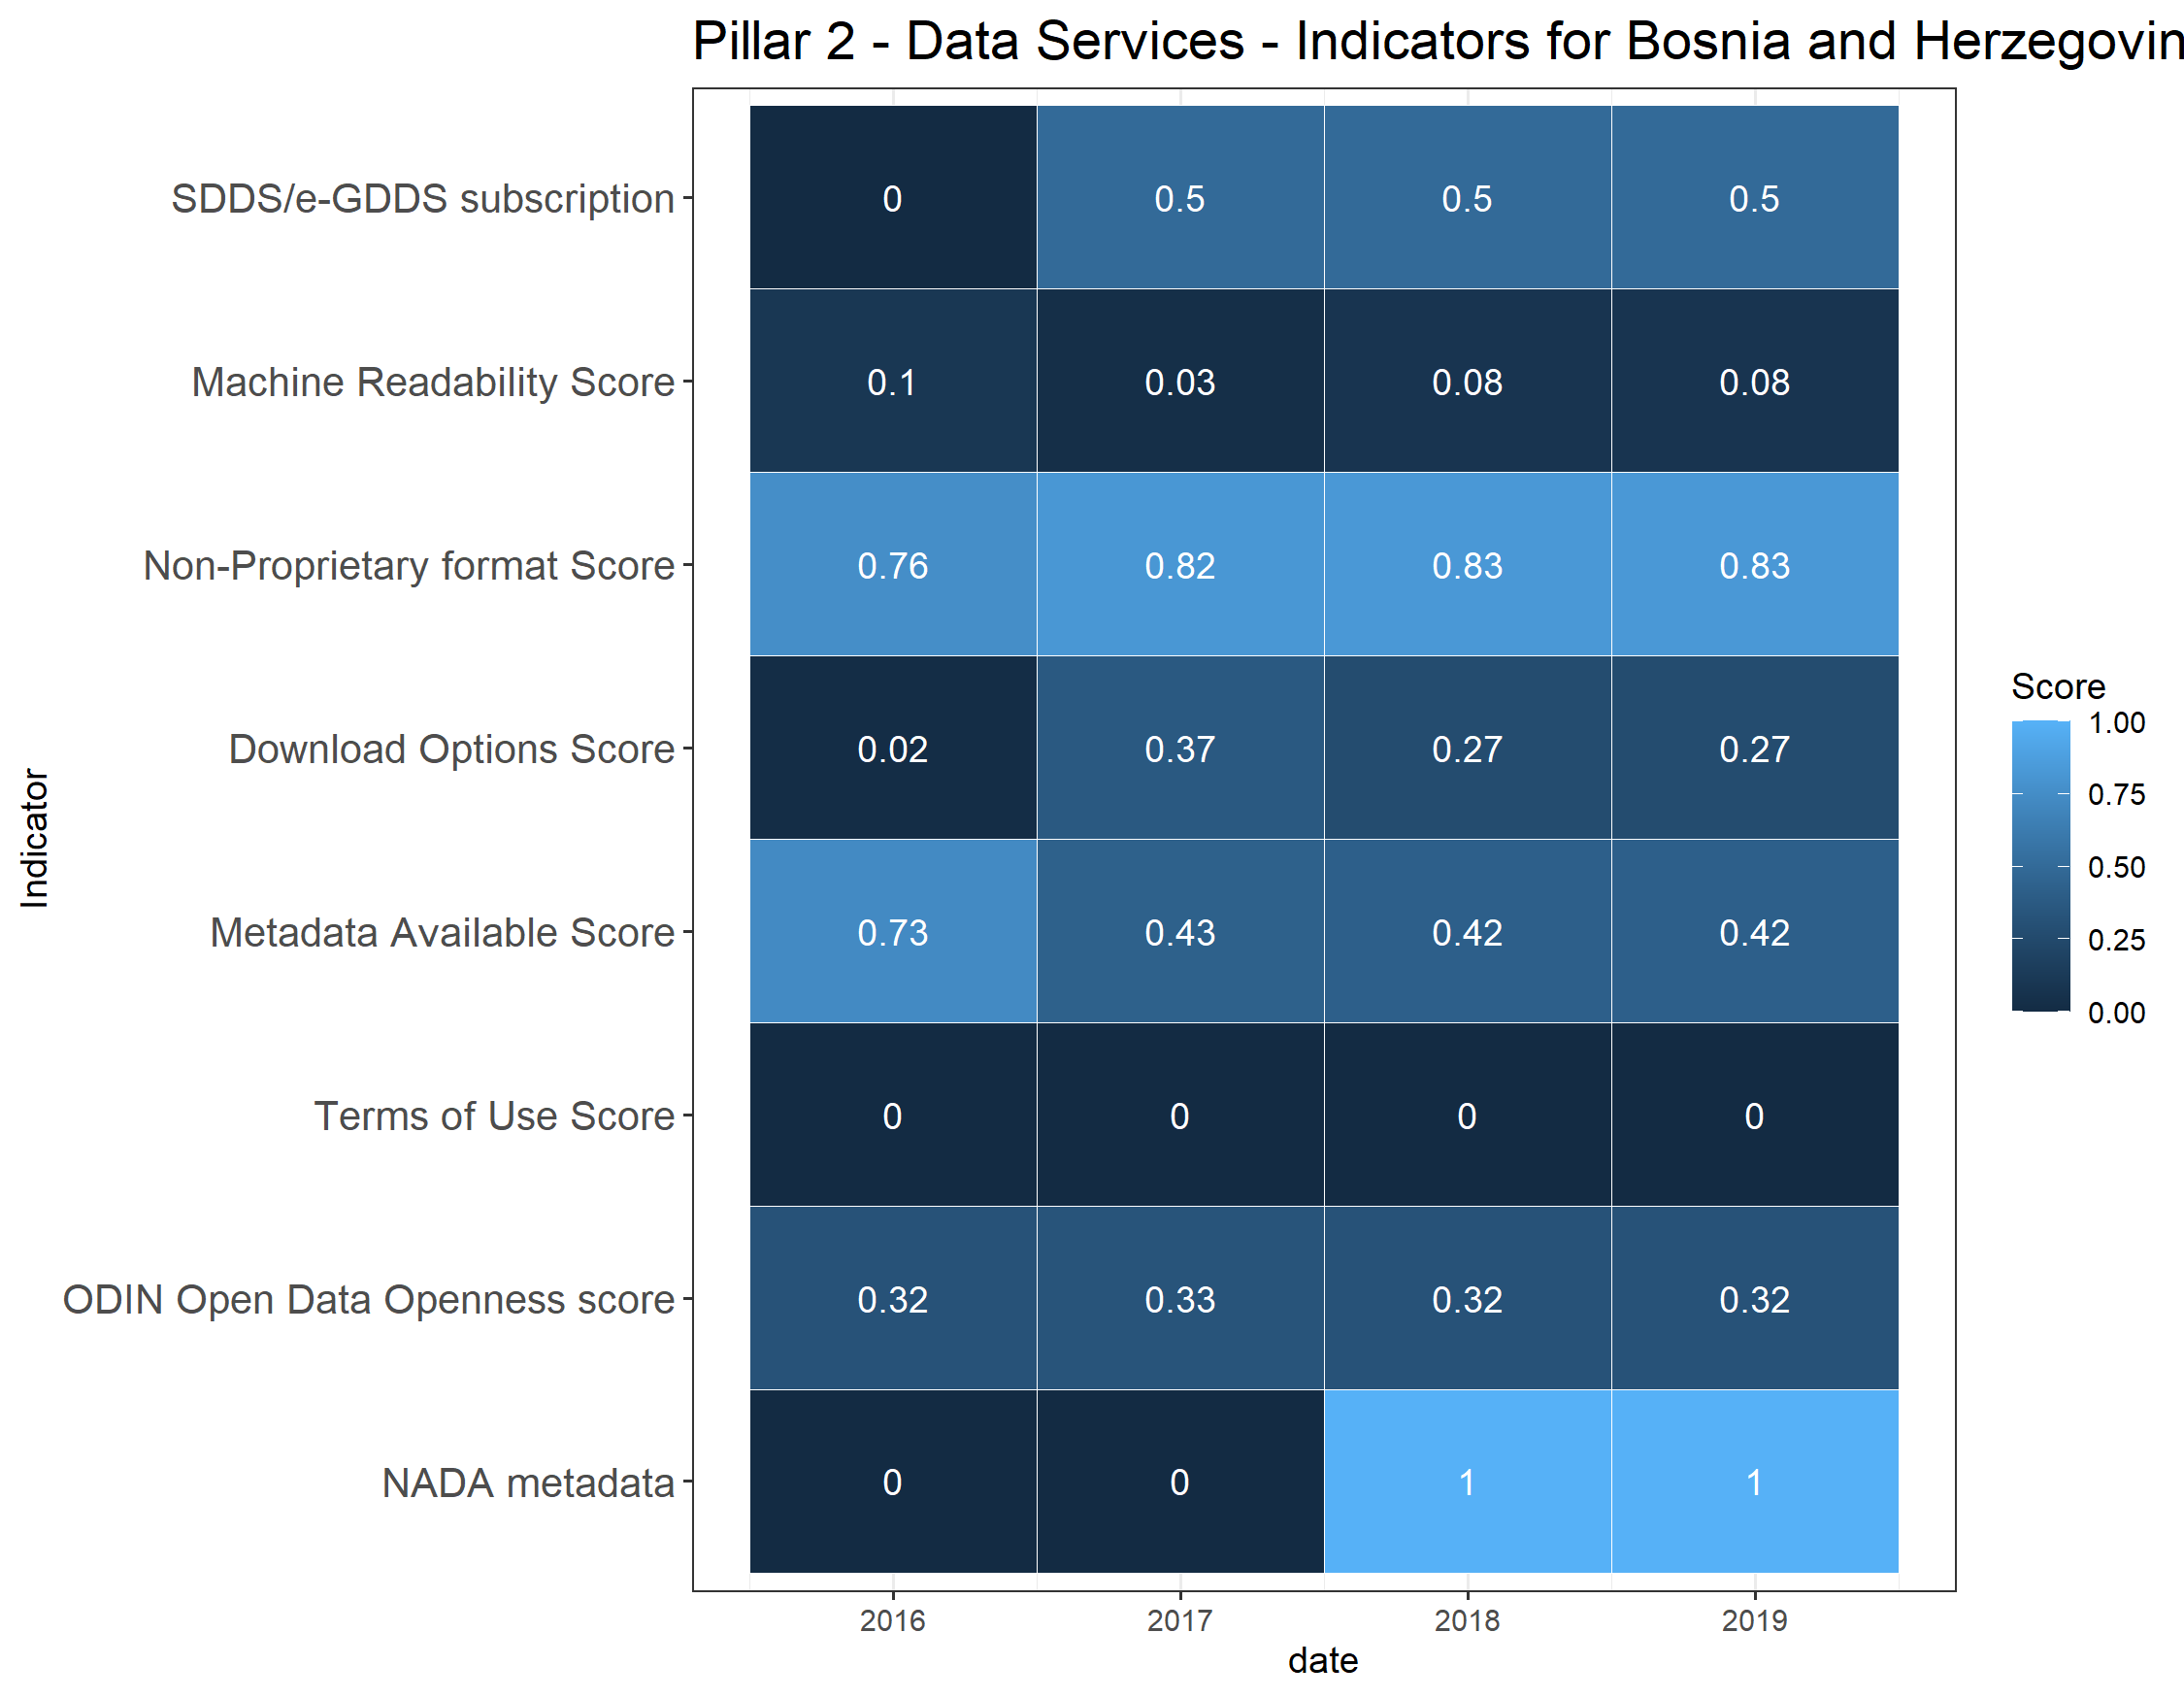 Pillar 2 - Data Services - Indicators for Bosnia and Herzegovin
SDDS/e-GDDS subscription 0 0.5 0.5 0.5
Machine Readability Score 0.1 0.03 0.08 0.08
Non-Proprietary format Score 0.76 0.82 0.83 0.83
Download Options Score 0.02 0.37 0.27 0.27
Metadata Available Score 0.73 0.43 0.42 0.42
Terms of Use Score 0 0 0 0
ODIN Open Data Openness score 0.32 0.33 0.32 0.32
NADA metadata 0 0 1 1
2016 2017 2018 2019
date
Indicator
Score
1.00
0.75
0.50
0.25
0.00